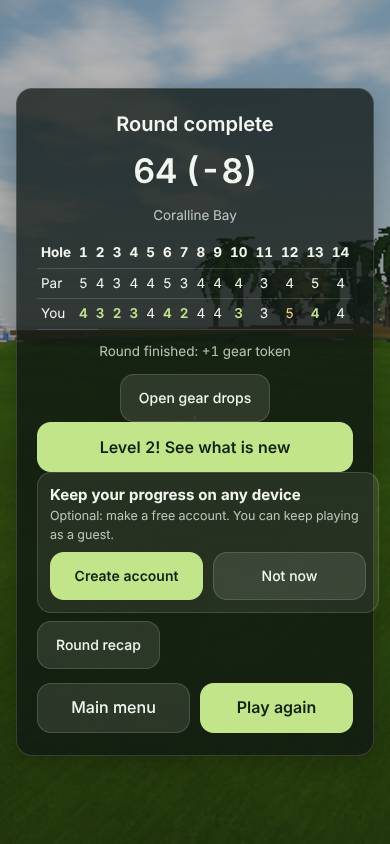 Round complete
64 (-8)
Coralline Bay
Hole 1 2 3 4 5 6 7 8 9 10 11 12 13 14
Par 5 4 3 4 4 5 3 4 4 4 3 4 5 4
You 4 3 2 3 4 4 2 4 4 3 3 5 4 4
Round finished: +1 gear token
Open gear drops
Level 2! See what is new
Keep your progress on any device
Optional: make a free account. You can keep playing
as a guest.
Create account Not now
Round recap
Main menu Play again